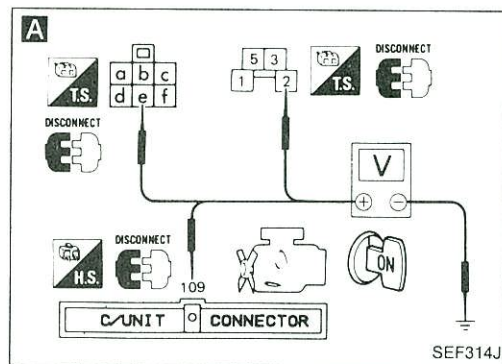 A
5 3
1 2
DISCONNECT
T.S.
a b c
d e f
T.S.
DISCONNECT
V
⊕ ⊖
H.S.
DISCONNECT
109
ON
C/UNIT CONNECTOR
SEF314J